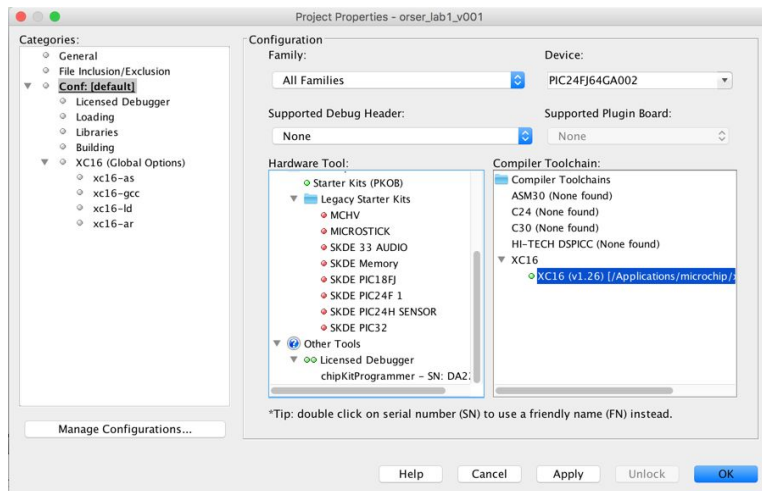 Project Properties - orser_lab1_v001
Categories:
General
File Inclusion/Exclusion
Conf: [default]
Licensed Debugger
Loading
Libraries
Building
XC16 (Global Options)
xc16-as
xc16-gcc
xc16-ld
xc16-ar
Manage Configurations...
Configuration
Family:
Device:
All Families
PIC24FJ64GA002
Supported Debug Header:
Supported Plugin Board:
None
None
Hardware Tool:
Starter Kits (PKOB)
Legacy Starter Kits
MCHV
MICROSTICK
SKDE 33 AUDIO
SKDE Memory
SKDE PIC18FJ
SKDE PIC24F 1
SKDE PIC24H SENSOR
SKDE PIC32
Other Tools
Licensed Debugger
chipKitProgrammer - SN: DA2
Compiler Toolchain:
Compiler Toolchains
ASM30 (None found)
C24 (None found)
C30 (None found)
HI-TECH DSPICC (None found)
XC16
XC16 (v1.26) [/Applications/microchip/
*Tip: double click on serial number (SN) to use a friendly name (FN) instead.
Help
Cancel
Apply
Unlock
OK